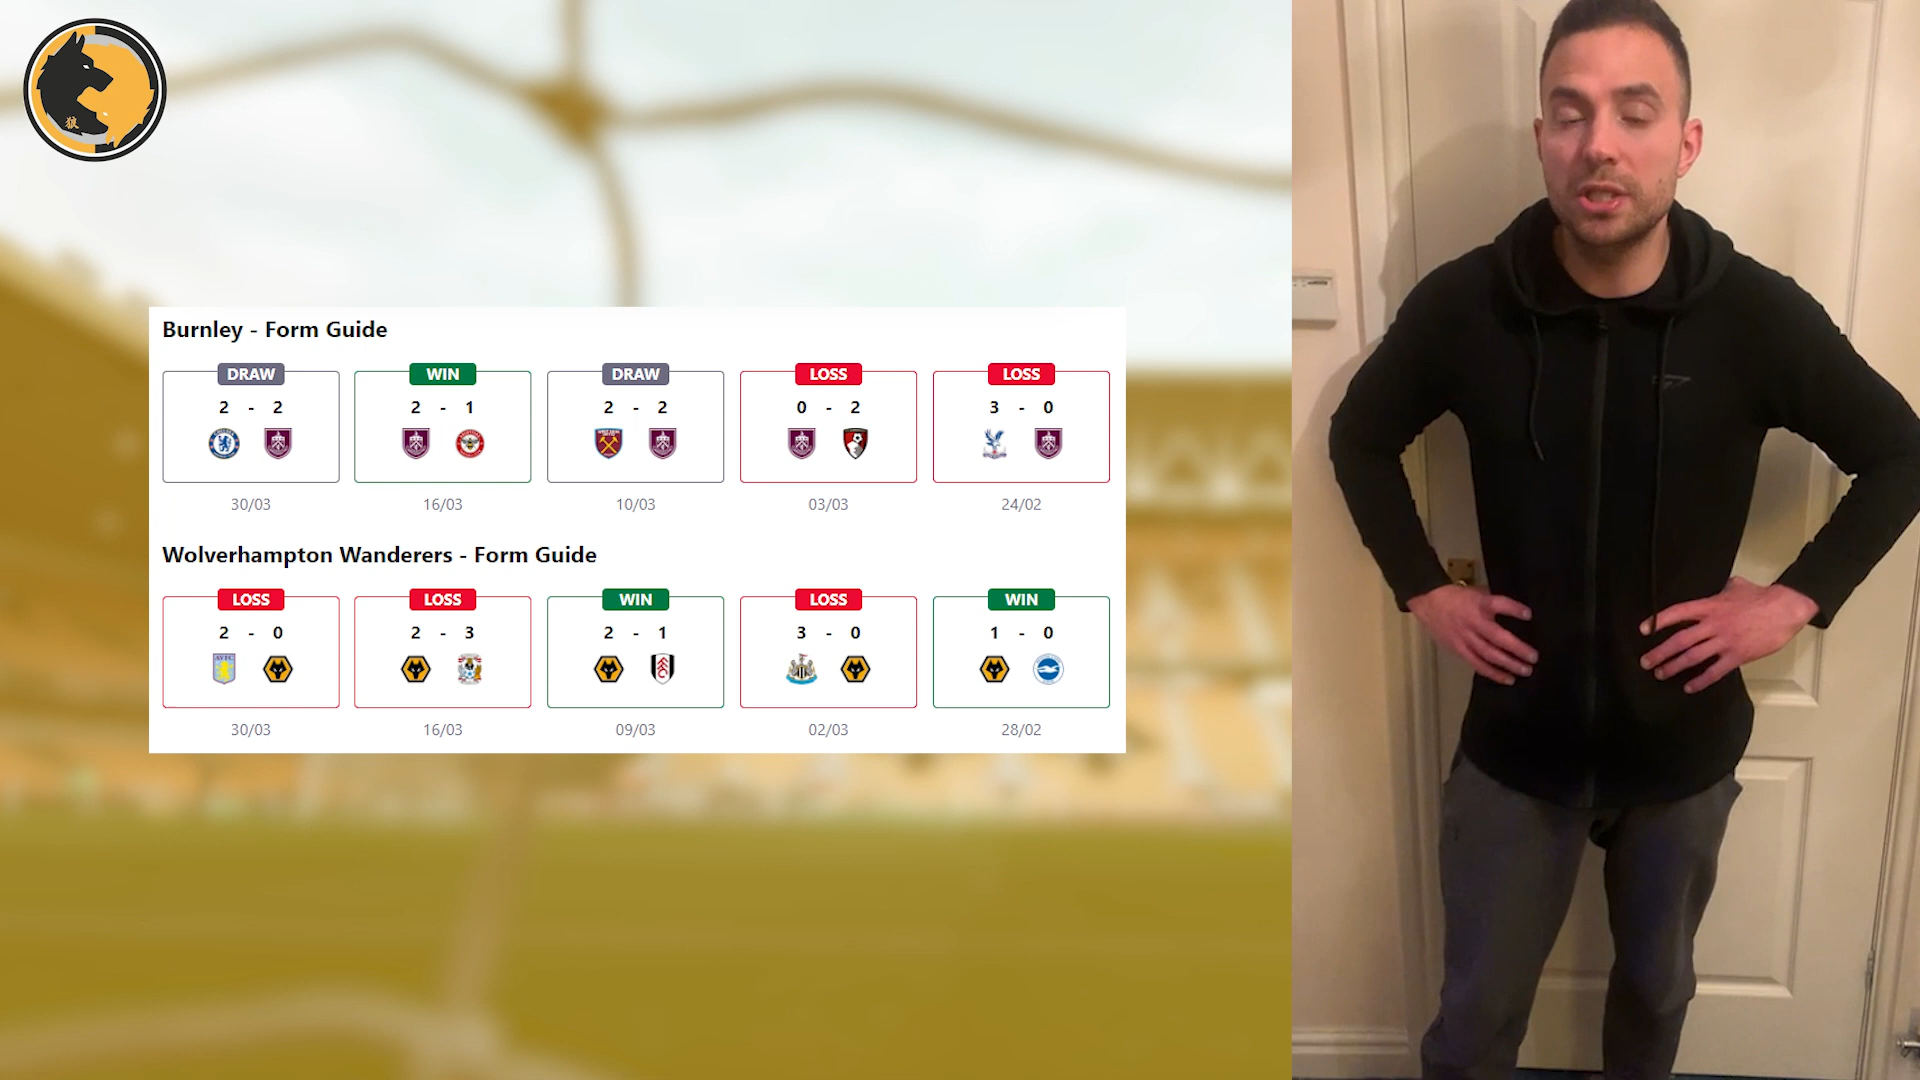 狼
Burnley - Form Guide
DRAW WIN DRAW LOSS LOSS
2 - 2 2 - 1 2 - 2 0 - 2 3 - 0
30/03 16/03 10/03 03/03 24/02
Wolverhampton Wanderers - Form Guide
LOSS LOSS WIN LOSS WIN
2 - 0 2 - 3 2 - 1 3 - 0 1 - 0
AVFC
30/03 16/03 09/03 02/03 28/02